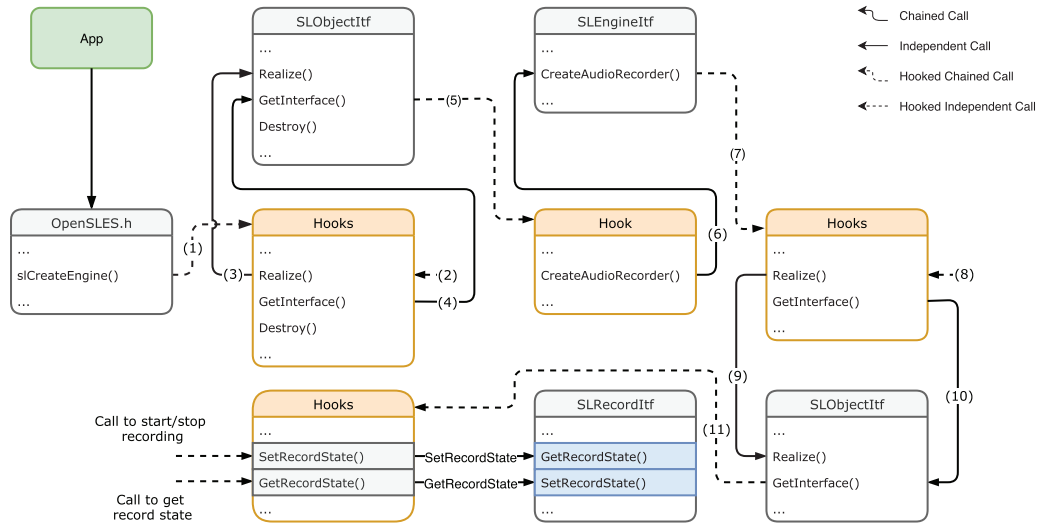 App
SLObjectItf
...
Realize()
GetInterface()
Destroy()
...
SLEngineItf
...
CreateAudioRecorder()
...
Chained Call
Independent Call
Hooked Chained Call
Hooked Independent Call
(5)
(7)
OpenSLES.h
...
slCreateEngine()
...
(1)
Hooks
...
Realize()
GetInterface()
Destroy()
...
(3)
(2)
(4)
Hook
...
CreateAudioRecorder()
...
(6)
Hooks
...
Realize()
GetInterface()
...
(8)
(9)
(10)
(11)
Call to start/stop
recording
Call to get
record state
Hooks
...
SetRecordState()
GetRecordState()
...
SetRecordState
GetRecordState
SLRecordItf
...
GetRecordState()
SetRecordState()
...
SLObjectItf
...
Realize()
GetInterface()
...